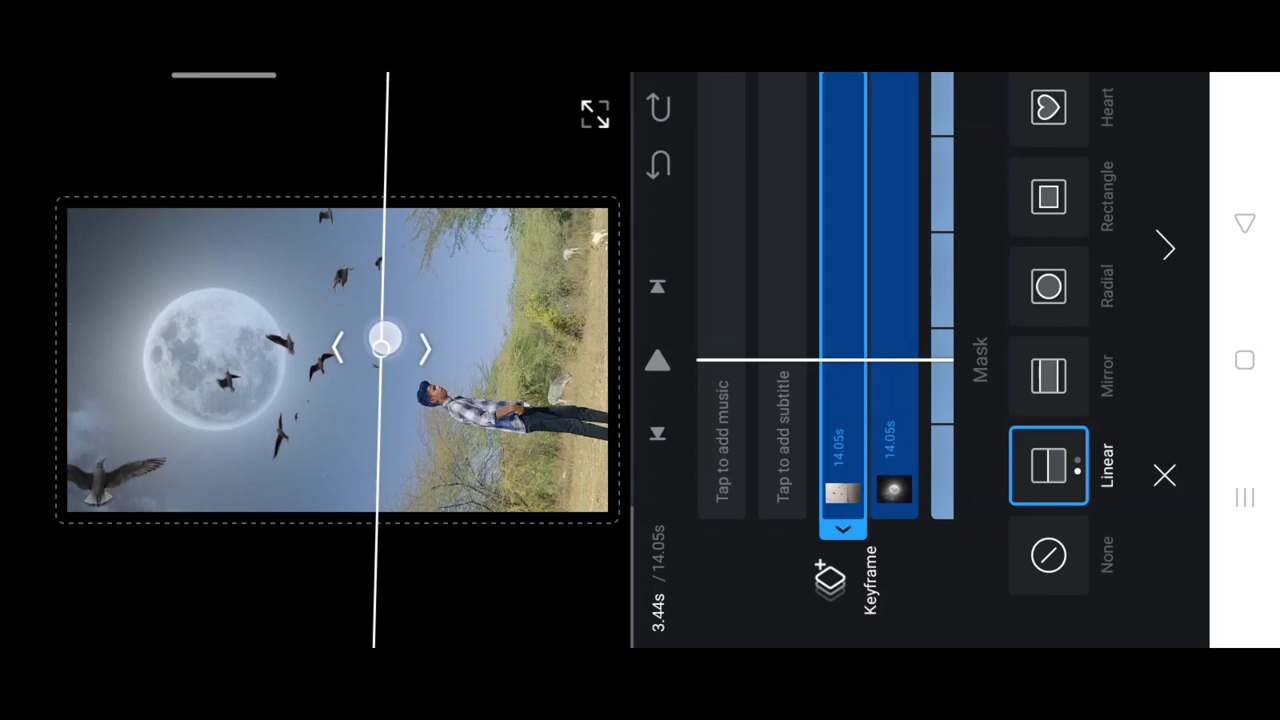 3.44s / 14.05s
Tap to add music
Tap to add subtitle
14.05s
14.05s
Keyframe
Mask
None
Linear
Mirror
Radial
Rectangle
Heart